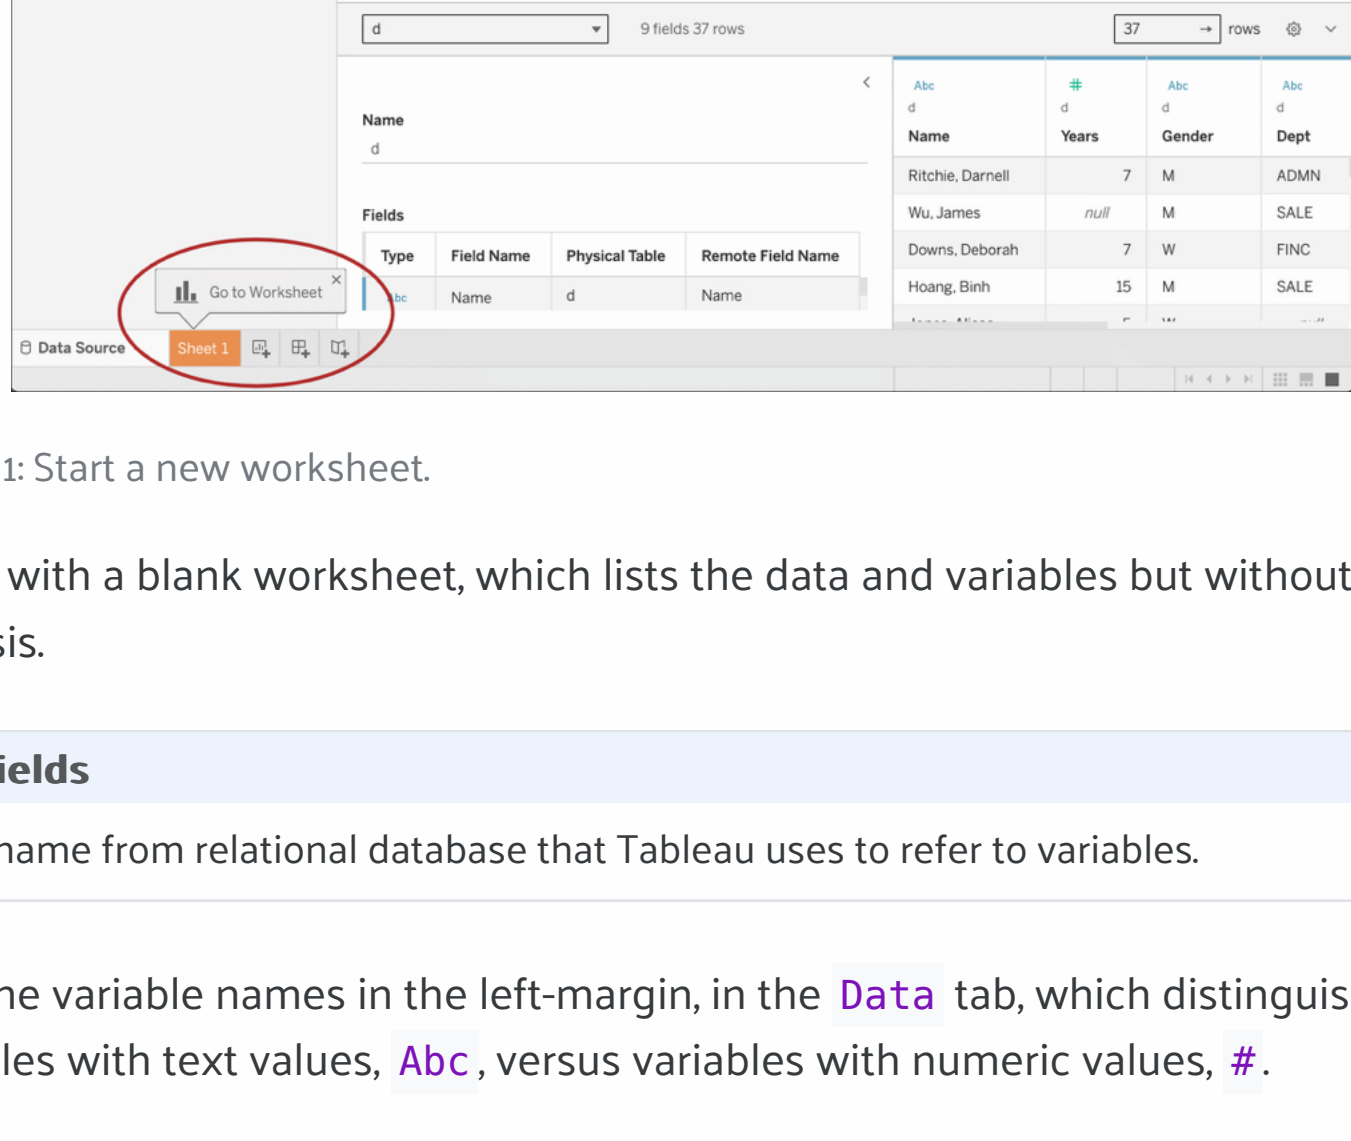 d
9 fields 37 rows
37 → rows
Name
d
Fields
Type Field Name Physical Table Remote Field Name
Abc Name d Name
Abc # Abc Abc
d d d d
Name Years Gender Dept
Ritchie, Darnell 7 M ADMN
Wu, James null M SALE
Downs, Deborah 7 W FINC
Hoang, Binh 15 M SALE
Go to Worksheet
Data Source Sheet 1
1: Start a new worksheet.
with a blank worksheet, which lists the data and variables but without
sis.
ields
name from relational database that Tableau uses to refer to variables.
he variable names in the left-margin, in the Data tab, which distinguis
les with text values, Abc, versus variables with numeric values, #.